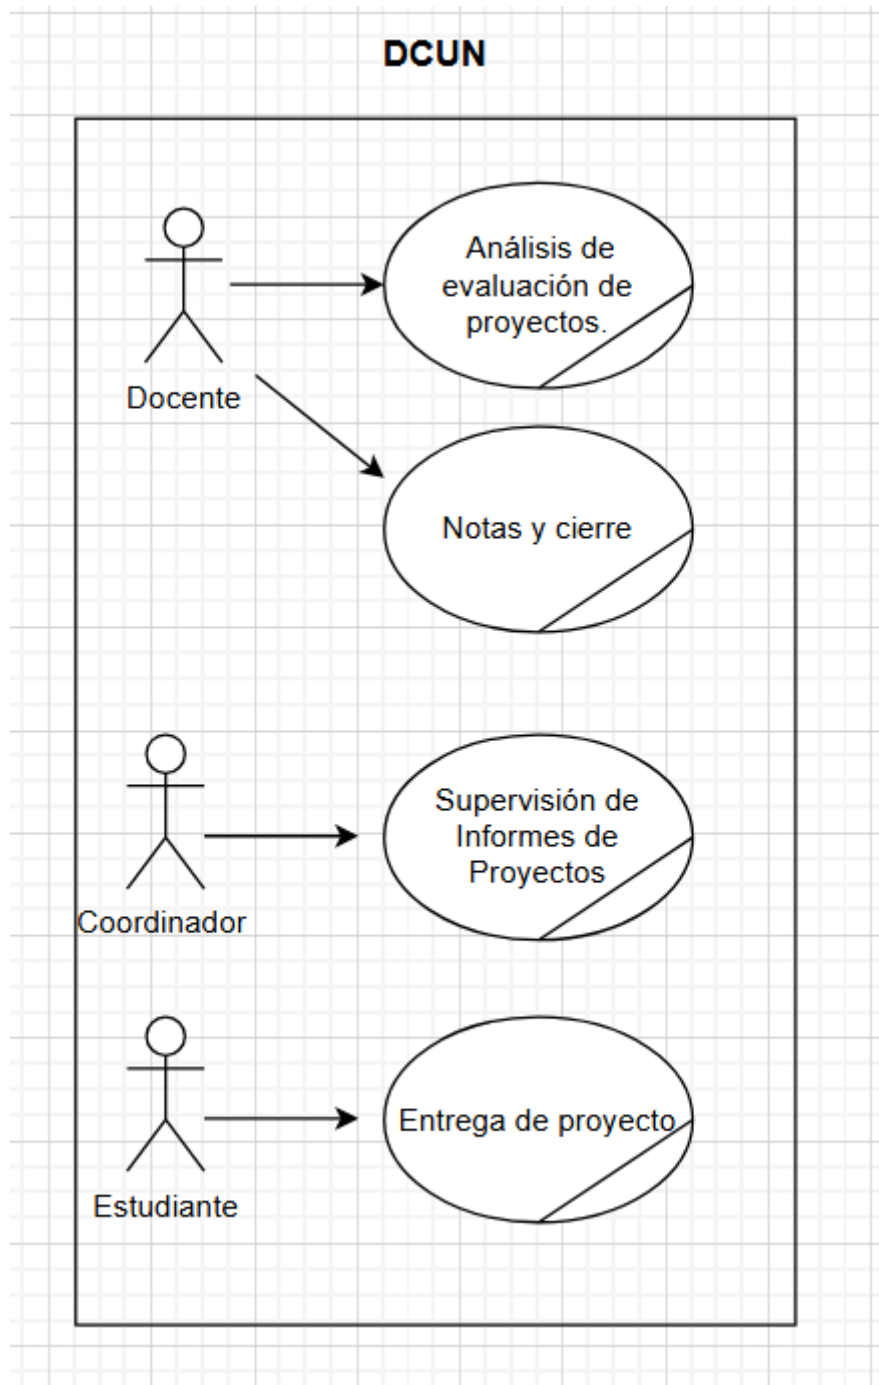 DCUN
Análisis de
evaluación de
proyectos.
Docente
Notas y cierre
Supervisión de
Informes de
Proyectos
Coordinador
Entrega de proyecto
Estudiante